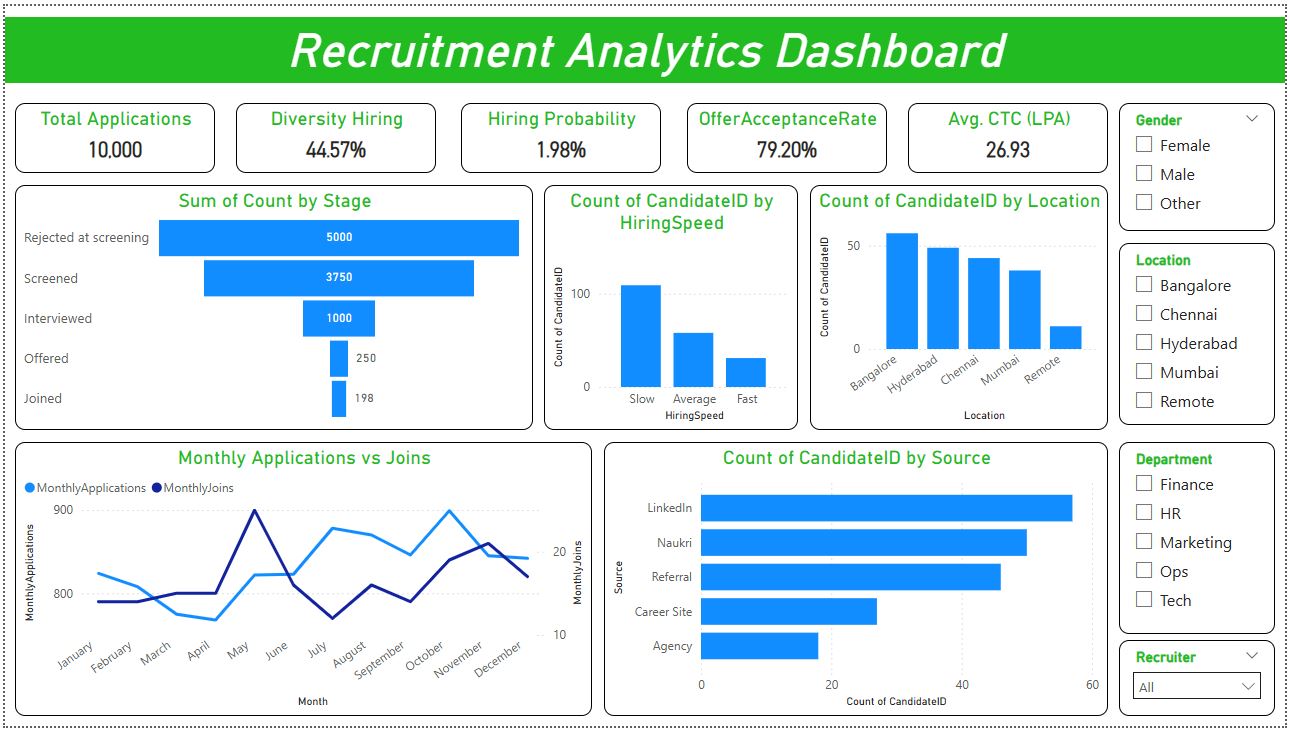 Recruitment Analytics Dashboard
Total Applications
10,000
Diversity Hiring
44.57%
Hiring Probability
1.98%
OfferAcceptanceRate
79.20%
Avg. CTC (LPA)
26.93
Gender
Female
Male
Other
Sum of Count by Stage
Rejected at screening
5000
Screened
3750
Interviewed
1000
Offered
250
Joined
198
Count of CandidateID by
HiringSpeed
Count of CandidateID
100
0
Slow
Average
Fast
HiringSpeed
Count of CandidateID by Location
Count of CandidateID
50
0
Bangalore
Hyderabad
Chennai
Mumbai
Remote
Location
Location
Bangalore
Chennai
Hyderabad
Mumbai
Remote
Monthly Applications vs Joins
MonthlyApplications
MonthlyJoins
MonthlyApplications
900
800
20
10
MonthlyJoins
January
February
March
April
May
June
July
August
September
October
November
December
Month
Count of CandidateID by Source
Source
LinkedIn
Naukri
Referral
Career Site
Agency
0
20
40
60
Count of CandidateID
Department
Finance
HR
Marketing
Ops
Tech
Recruiter
All